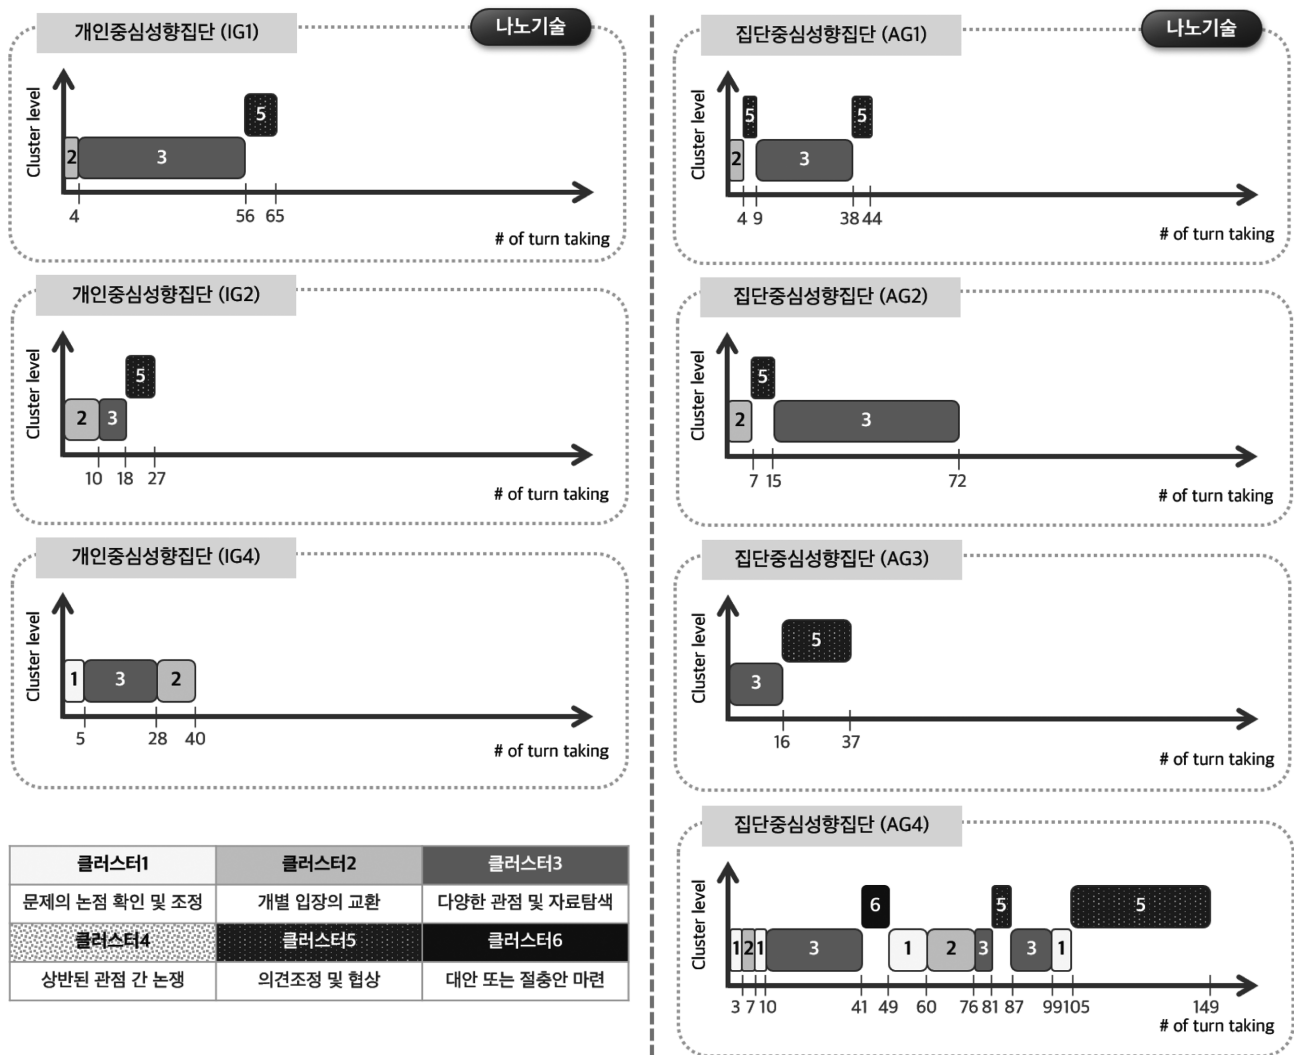 개인중심성향집단 (IG1)
나노기술
Cluster level
2
3
5
4
56
65
# of turn taking
개인중심성향집단 (IG2)
Cluster level
2
3
5
10
18
27
# of turn taking
개인중심성향집단 (IG4)
Cluster level
1
3
2
5
28
40
# of turn taking
클러스터1 클러스터2 클러스터3
문제의 논점 확인 및 조정 개별 입장의 교환 다양한 관점 및 자료탐색
클러스터4 클러스터5 클러스터6
상반된 관점 간 논쟁 의견조정 및 협상 대안 또는 절충안 마련
집단중심성향집단 (AG1)
나노기술
Cluster level
2
5
3
5
4
9
38
44
# of turn taking
집단중심성향집단 (AG2)
Cluster level
2
5
3
7
15
72
# of turn taking
집단중심성향집단 (AG3)
Cluster level
3
5
16
37
# of turn taking
집단중심성향집단 (AG4)
Cluster level
1
2
1
3
6
1
2
3
5
3
1
5
3
7
10
41
49
60
76
81
87
99
105
149
# of turn taking